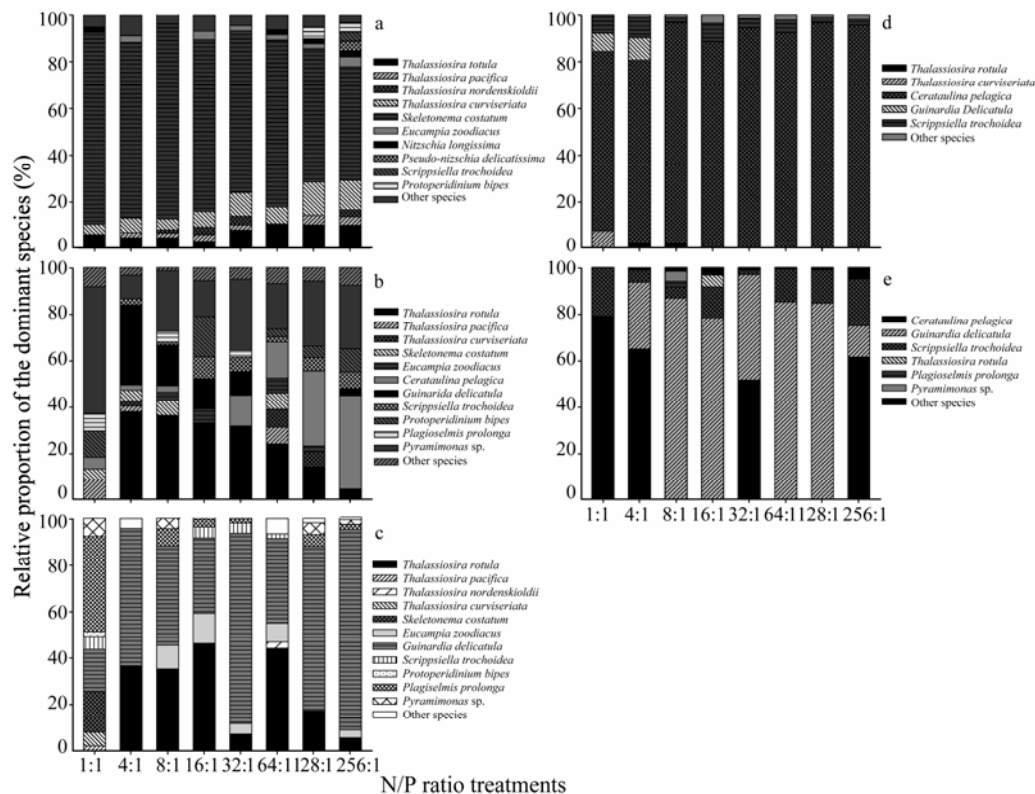 Relative proportion of the dominant species (%)
a
100
80
60
40
20
0
Thalassiosira totula
Thalassiosira pacifica
Thalassiosira nordenskioldii
Thalassiosira curviseriata
Skeletonema costatum
Eucampia zoodiacus
Nitzschia longissima
Pseudo-nizschia delicatissima
Scrippsiella trochoidea
Protoperidinium bipes
Other species
b
100
80
60
40
20
0
Thalassiosira rotula
Thalassiosira pacifica
Thalassiosira curviseriata
Skeletonema costatum
Eucampia zoodiacus
Cerataulina pelagica
Guinarida delicatula
Scrippsiella trochoidea
Protoperidinium bipes
Plagioselmis prolonga
Pyramimonas sp.
Other species
c
100
80
60
40
20
0
Thalassiosira rotula
Thalassiosira pacifica
Thalassiosira nordenskioldii
Thalassiosira curviseriata
Skeletonema costatum
Eucampia zoodiacus
Guinardia delicatula
Scrippsiella trochoidea
Protoperidinium bipes
Plagiselmis prolonga
Pyramimonas sp.
Other species
1:1 4:1 8:1 16:1 32:1 64:11 28:1 256:1
d
100
80
60
40
20
0
Thalassiosira rotula
Thalassiosira curviseriata
Cerataulina pelagica
Guinardia Delicatula
Scrippsiella trochoidea
Other species
e
100
80
60
40
20
0
Cerataulina pelagica
Guinardia delicatula
Scrippsiella trochoidea
Thalassiosira rotula
Plagioselmis prolonga
Pyramimonas sp.
Other species
1:1 4:1 8:1 16:1 32:1 64:1 128:1 256:1
N/P ratio treatments